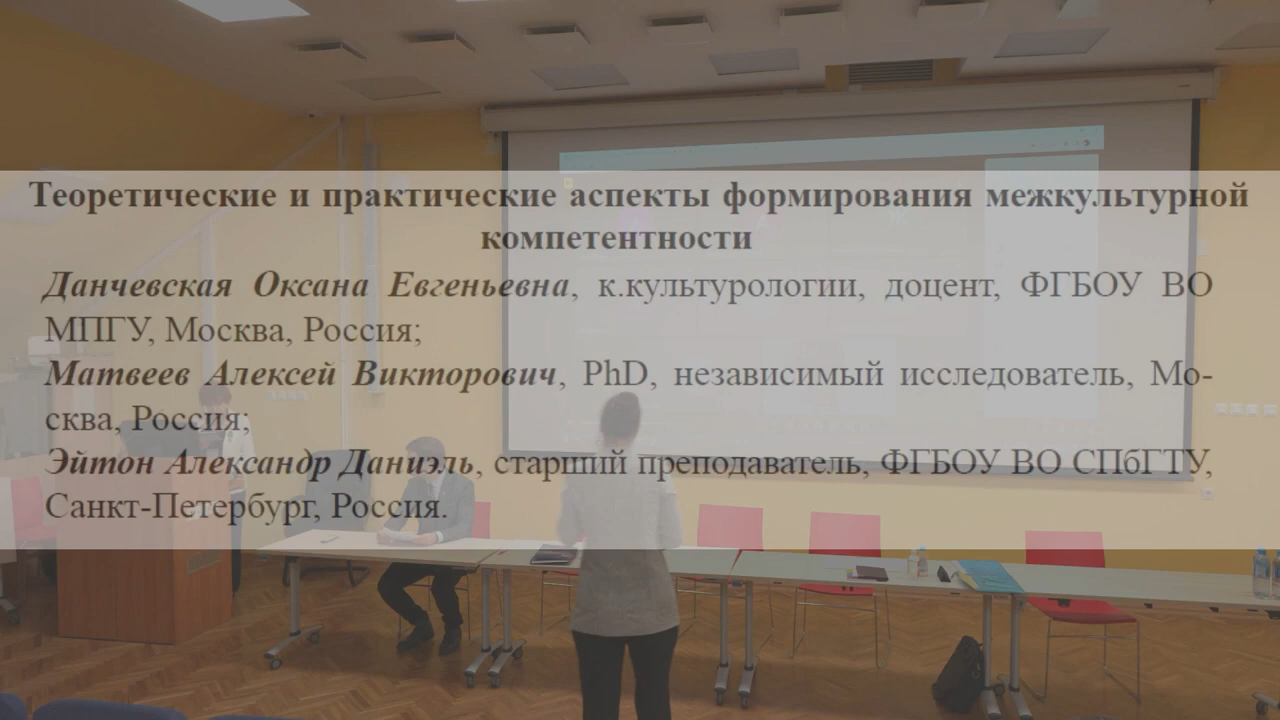 Теоретические и практические аспекты формирования межкультурной
компетентности
Данчевская Оксана Евгеньевна, к.культурологии, доцент, ФГБОУ ВО
МПГУ, Москва, Россия;
Матвеев Алексей Викторович, PhD, независимый исследователь, Мо-
сква, Россия;
Эйтон Александр Даниэль, старший преподаватель, ФГБОУ ВО СПбГТУ,
Санкт-Петербург, Россия.